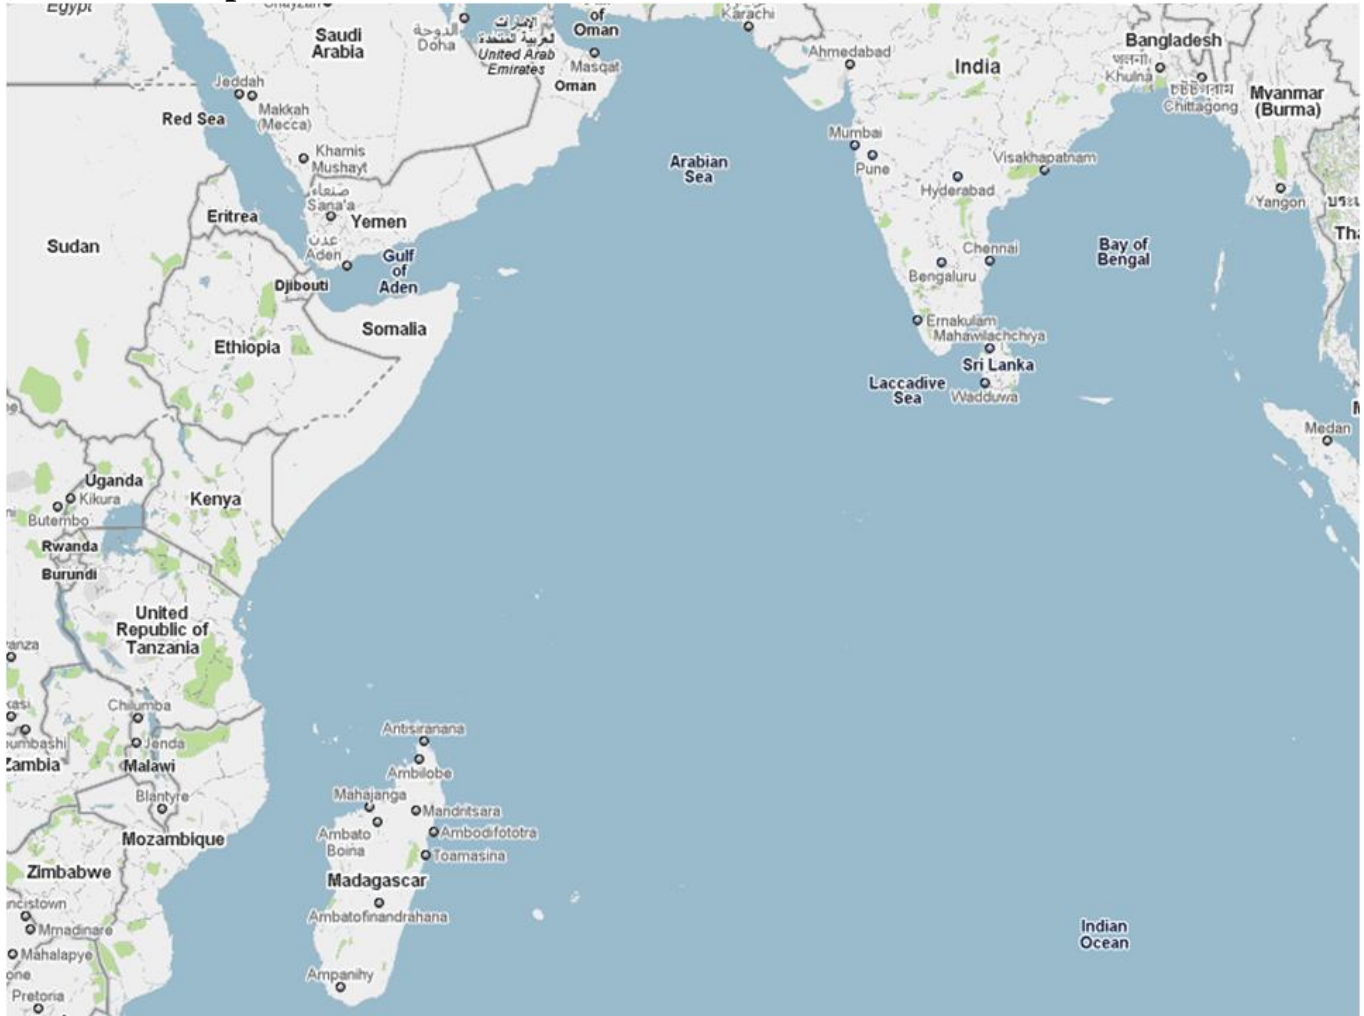 Egypt
Saudi
Arabia
الدوحة
Doha
الإمارات
العربية المتحدة
United Arab
Emirates
of
Oman
Masqat
Oman
Karachi
Ahmedabad
India
Bangladesh
Khulna
Chittagong
Myanmar
(Burma)
Jeddah
Makkah
(Mecca)
Red Sea
Khamis
Mushayt
Arabian
Sea
Mumbai
Pune
Hyderabad
Visakhapatnam
Yangon
صنعاء
Sana'a
Yemen
Eritrea
Sudan
عدن
Aden
Gulf
of
Aden
Djibouti
Chennai
Bengaluru
Bay of
Bengal
Somalia
Ethiopia
Ernakulam
Mahawilachchiya
Sri Lanka
Wadduwa
Laccadive
Sea
Medan
Uganda
Kikura
Butembo
Kenya
Rwanda
Burundi
United
Republic of
Tanzania
Chilumba
Jenda
Zambia
Malawi
Blantyre
Mozambique
Zimbabwe
Antisiranana
Ambilobe
Mahajanga
Mandritsara
Ambato
Boina
Ambodifototra
Toamasina
Madagascar
Ambatofinandrahana
Ampanihy
Mmadinare
Mahalapye
Pretoria
Indian
Ocean